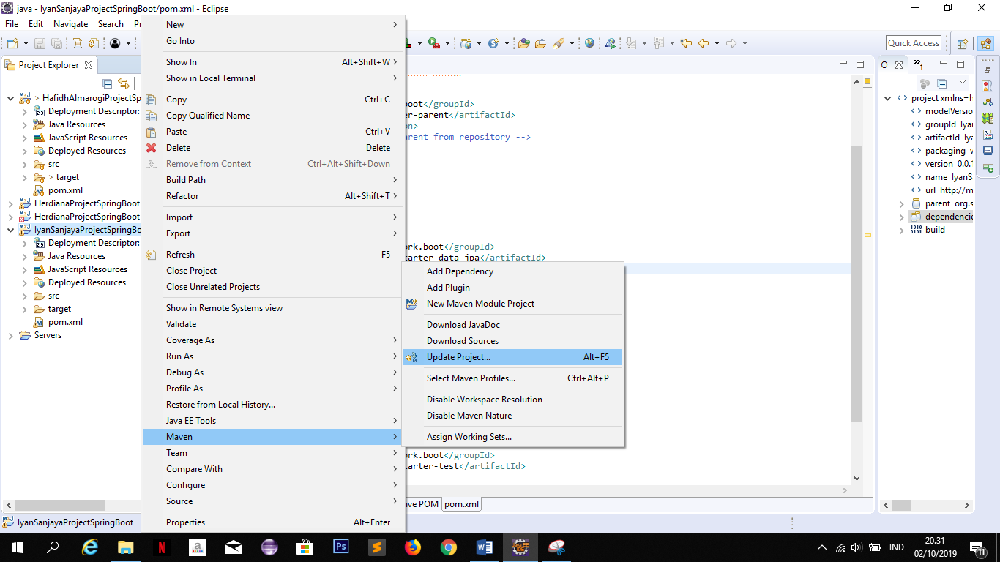 java - IyanSanjayaProjectSpringBoot/pom.xml - Eclipse
File Edit Navigate Search
Quick Access
Project Explorer
> HafidhAlmarogiProjectSp
Deployment Descriptor:
Java Resources
JavaScript Resources
Deployed Resources
src
> target
pom.xml
HerdianaProjectSpringBoot
HerdianaProjectSpringBoot
IyanSanjayaProjectSpringBo
Deployment Descriptor:
Java Resources
JavaScript Resources
Deployed Resources
src
target
pom.xml
Servers
IyanSanjayaProjectSpringBoot
New
Go Into
Show In Alt+Shift+W
Show in Local Terminal
Copy Ctrl+C
Copy Qualified Name
Paste Ctrl+V
Delete Delete
Remove from Context Ctrl+Alt+Shift+Down
Build Path
Refactor Alt+Shift+T
Import
Export
Refresh F5
Close Project
Close Unrelated Projects
Show in Remote Systems view
Validate
Coverage As
Run As
Debug As
Profile As
Restore from Local History...
Java EE Tools
Maven
Team
Compare With
Configure
Source
Properties Alt+Enter
oot</groupId>
er-parent</artifactId>
on>
arent from repository -->
ork.boot</groupId>
tarter-data-jpa</artifactId>
Add Dependency
Add Plugin
New Maven Module Project
Download JavaDoc
Download Sources
Update Project... Alt+F5
Select Maven Profiles... Ctrl+Alt+P
Disable Workspace Resolution
Disable Maven Nature
Assign Working Sets...
ork.boot</groupId>
tarter-test</artifactId>
ive POM pom.xml
O
»1
project xmlns=h
modelVersio
groupId Iyar
artifactId Iya
packaging w
version 0.0.1
name IyanS
url http://m
parent org.s
dependencie
build
IND
20.31
02/10/2019
11